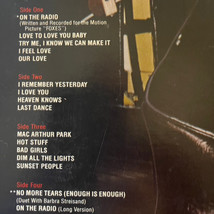 Side One
*ON THE RADIO
(Written and Recorded for the Motion
Picture "FOXES")
LOVE TO LOVE YOU BABY
TRY ME, I KNOW WE CAN MAKE IT
I FEEL LOVE
OUR LOVE
Side Two
I REMEMBER YESTERDAY
I LOVE YOU
HEAVEN KNOWS
LAST DANCE
Side Three
MAC ARTHUR PARK
HOT STUFF
BAD GIRLS
DIM ALL THE LIGHTS
SUNSET PEOPLE
Side Four
**NO MORE TEARS (ENOUGH IS ENOUGH)
(Duet With Barbra Streisand)
ON THE RADIO (Long Version)